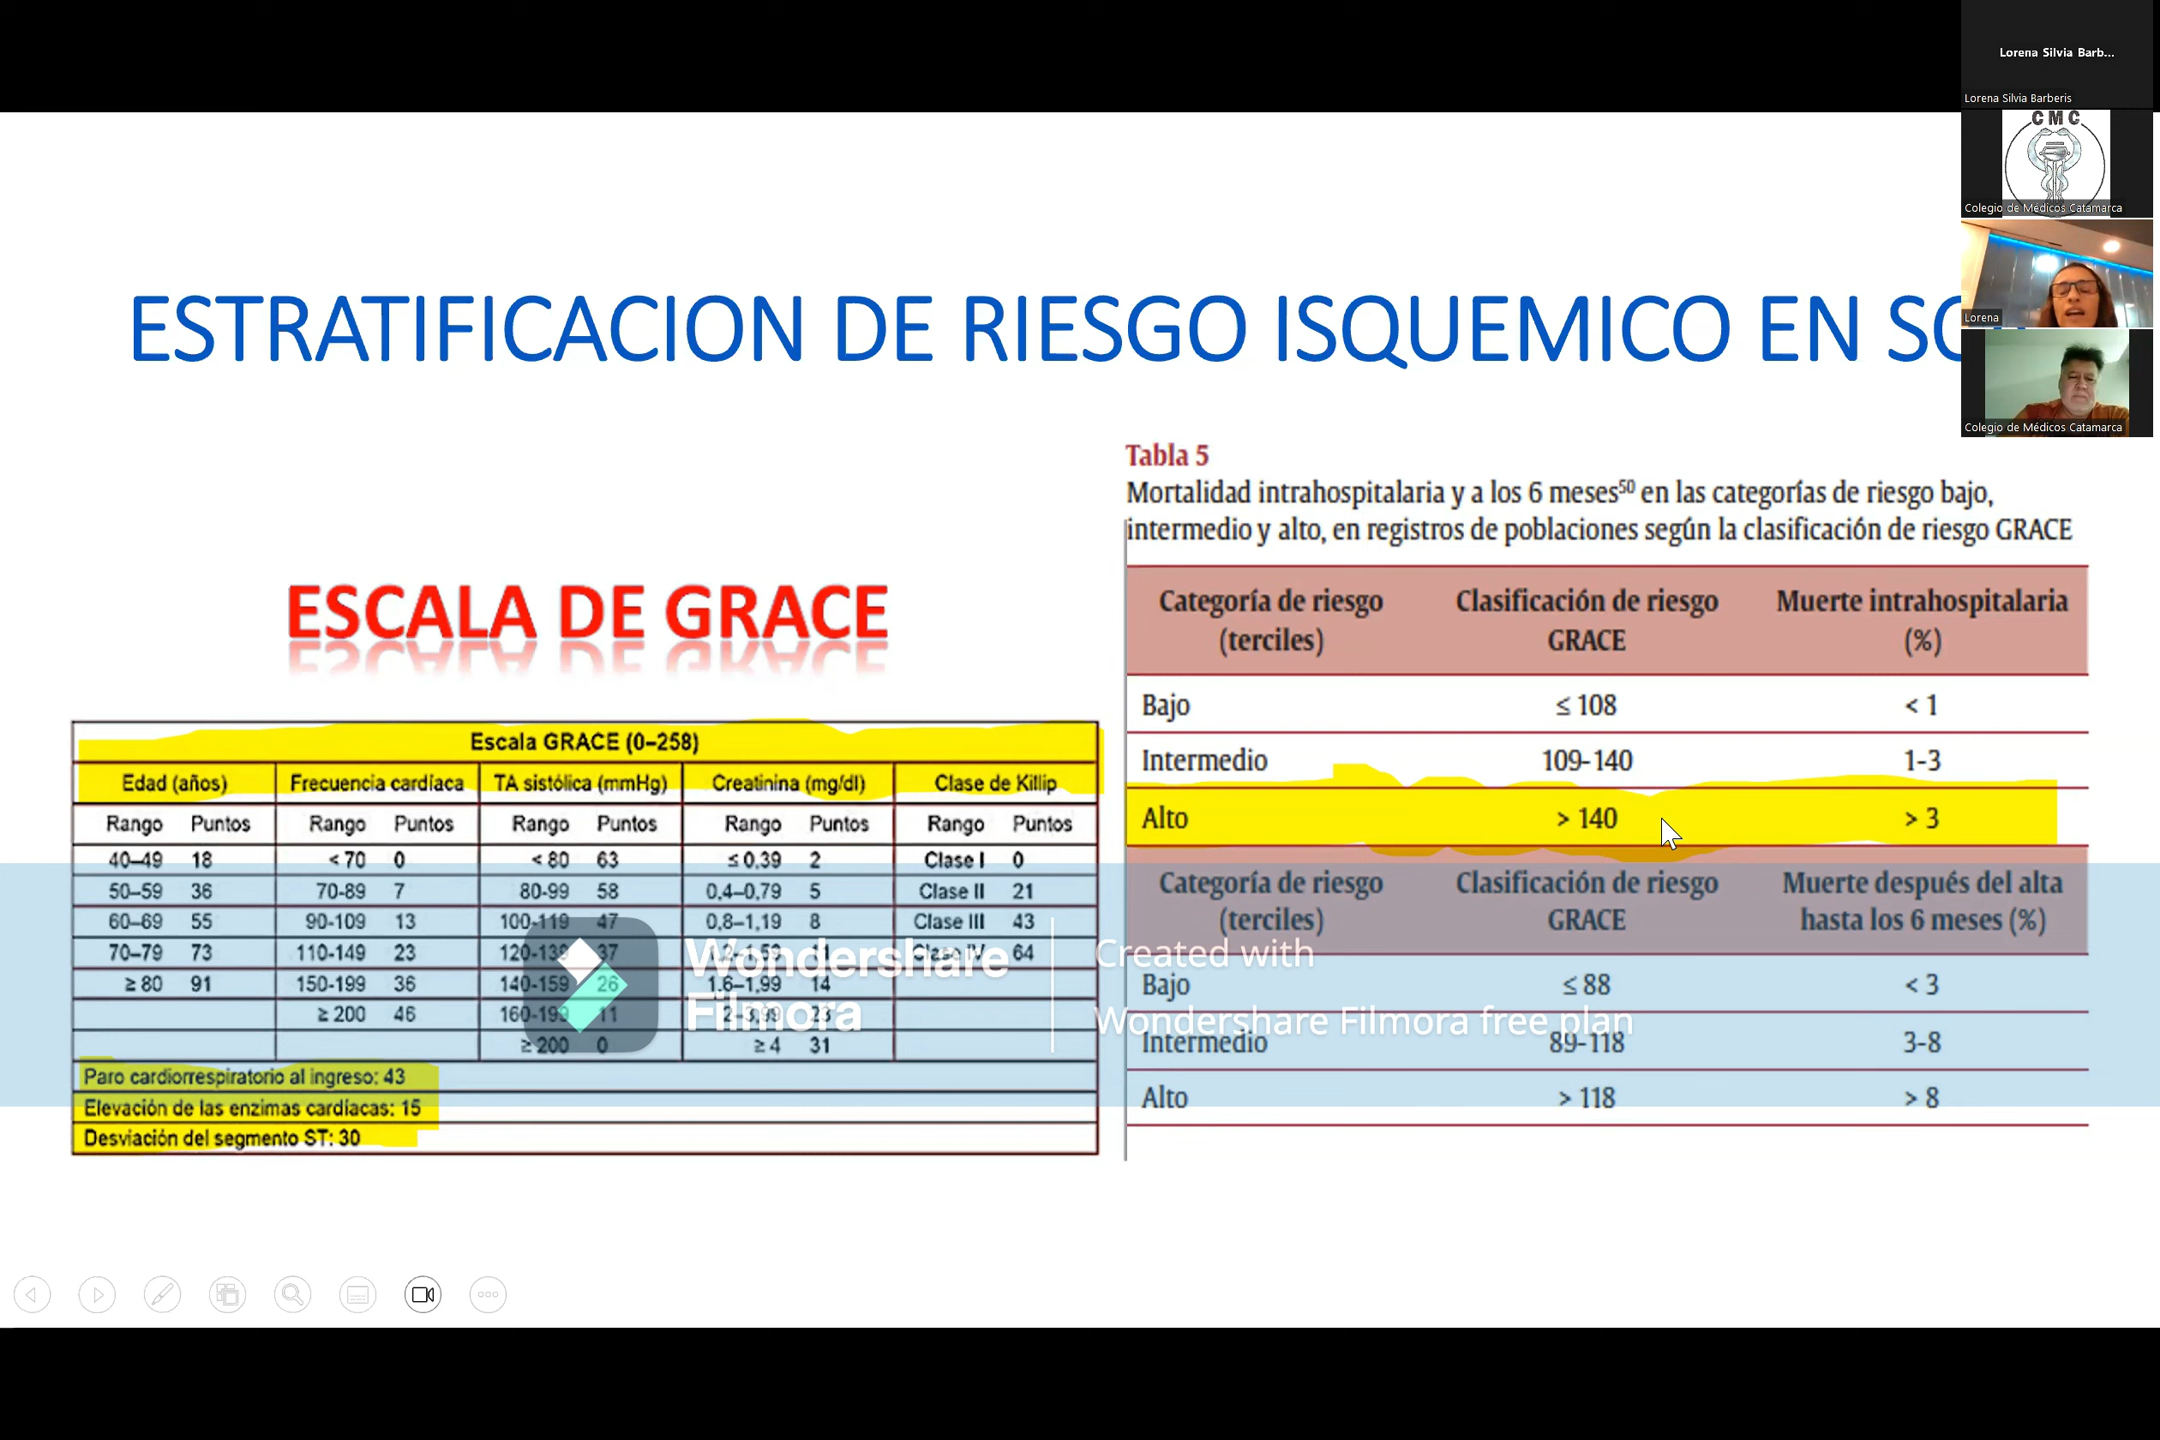 Lorena Silvia Barb...
Lorena Silvia Barberis
CMC
Colegio de Médicos Catamarca
Lorena
Colegio de Médicos Catamarca
ESTRATIFICACION DE RIESGO ISQUEMICO EN
ESCALA DE GRACE
Escala GRACE (0–258)
Edad (años) Frecuencia cardíaca TA sistólica (mmHg) Creatinina (mg/dl) Clase de Killip
Rango Puntos Rango Puntos Rango Puntos Rango Puntos Rango Puntos
40–49 18 <70 0 <80 63 ≤0,39 2 Clase I 0
50–59 36 70-89 7 80-99 58 0,4–0,79 5 Clase II 21
60–69 55 90-109 13 100-119 47 0,8–1,19 8 Clase III 43
70–79 73 110-149 23 37 Clase IV 64
≥80 91 150-199 36 140-159 26 1.6–1,99 14
≥200 46 11 2–3,99 23
≥200 0 ≥4 31
Paro cardiorrespiratorio al ingreso: 43
Elevación de las enzimas cardíacas: 15
Desviación del segmento ST: 30
Tabla 5
Mortalidad intrahospitalaria y a los 6 meses50 en las categorías de riesgo bajo,
intermedio y alto, en registros de poblaciones según la clasificación de riesgo GRACE
Categoría de riesgo Clasificación de riesgo Muerte intrahospitalaria
(terciles) GRACE (%)
Bajo ≤ 108 < 1
Intermedio 109-140 1-3
Alto > 140 > 3
Categoría de riesgo Clasificación de riesgo Muerte después del alta
(terciles) GRACE hasta los 6 meses (%)
Bajo ≤ 88 < 3
Intermedio 89-118 3-8
Alto > 118 > 8
Wondershare
Filmora
Created with
Wondershare Filmora free plan